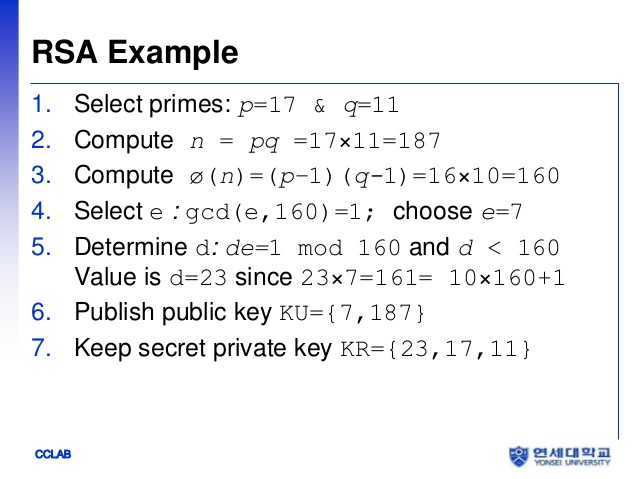 RSA Example
1. Select primes: p=17 & q=11
2. Compute n = pq =17×11=187
3. Compute ø(n)=(p–1)(q-1)=16×10=160
4. Select e : gcd(e,160)=1; choose e=7
5. Determine d: de=1 mod 160 and d < 160
Value is d=23 since 23×7=161= 10×160+1
6. Publish public key KU={7,187}
7. Keep secret private key KR={23,17,11}
CCLAB
연세대학교
YONSEI UNIVERSITY